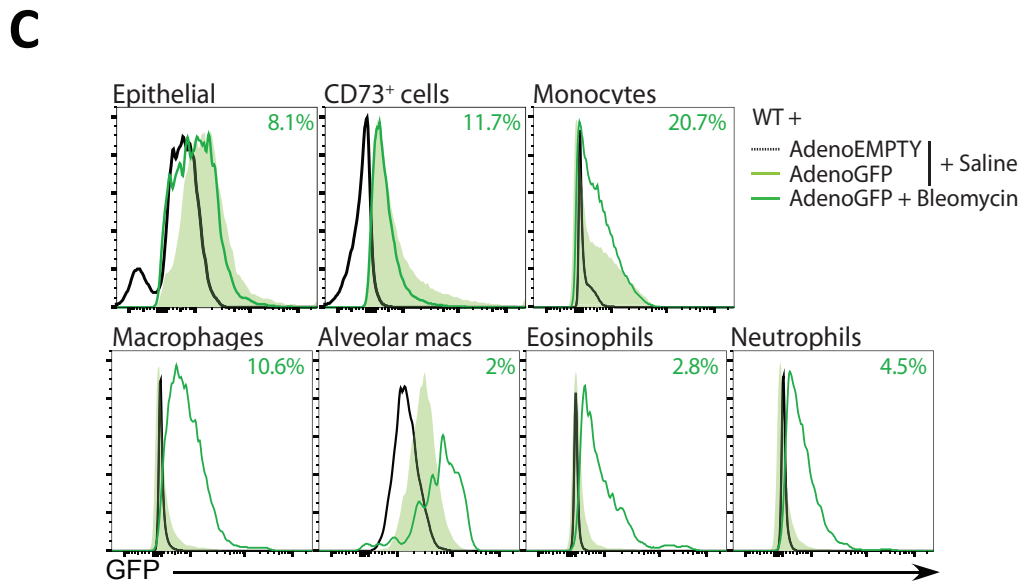 C
Epithelial
8.1%
CD73⁺ cells
11.7%
Monocytes
20.7%
WT +
AdenoEMPTY
AdenoGFP
+ Saline
AdenoGFP + Bleomycin
Macrophages
10.6%
Alveolar macs
2%
Eosinophils
2.8%
Neutrophils
4.5%
GFP